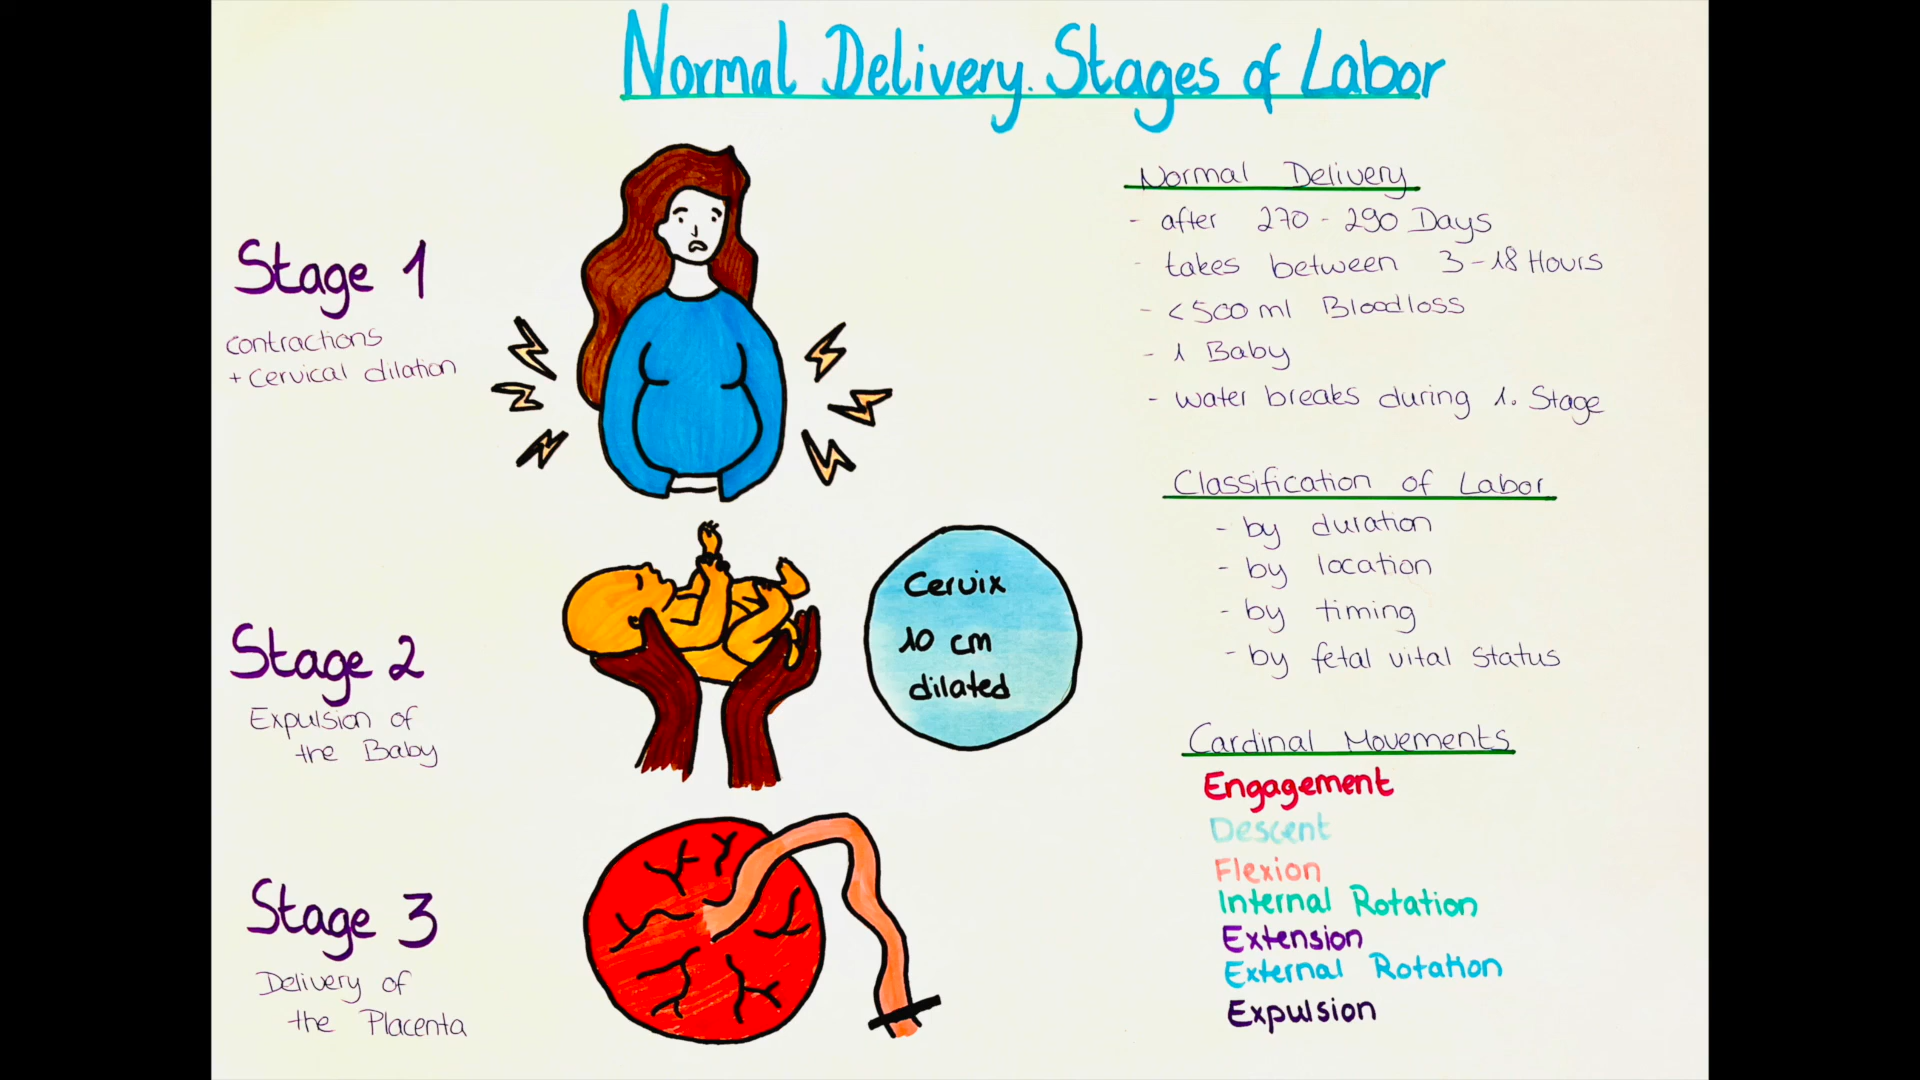 Normal Delivery. Stages of Labor
Stage 1
contractions
+ Cervical dilation
Stage 2
Expulsion of
the Baby
Cervix
10 cm
dilated
Stage 3
Delivery of
the Placenta
Normal Delivery
- after 270 - 290 Days
- takes between 3-18 Hours
- <500 ml Bloodloss
- 1 Baby
- water breaks during 1. Stage
Classification of Labor
- by duration
- by location
- by timing
- by fetal vital status
Cardinal Movements
Engagement
Descent
Flexion
Internal Rotation
Extension
External Rotation
Expulsion